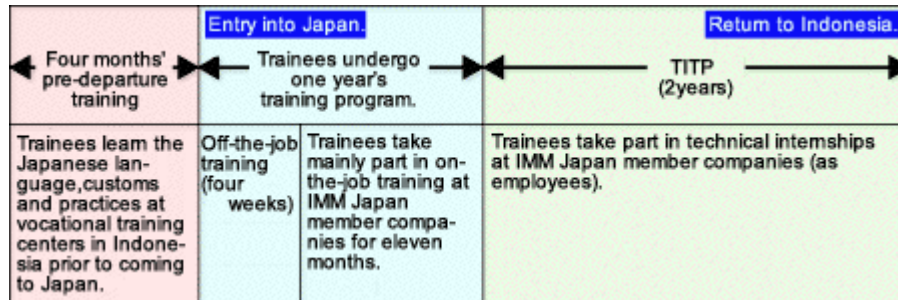 Entry into Japan.
Return to Indonesia.
Four months'
pre-departure
training
Trainees undergo
one year's
training program.
TITP
(2years)
Trainees learn the
Japanese lan-
guage,customs
and practices at
vocational training
centers in Indone-
sia prior to coming
to Japan.
Off-the-job
training
(four
weeks)
Trainees take
mainly part in on-
the-job training at
IMM Japan
member compa-
nies for eleven
months.
Trainees take part in technical internships
at IMM Japan member companies (as
employees).